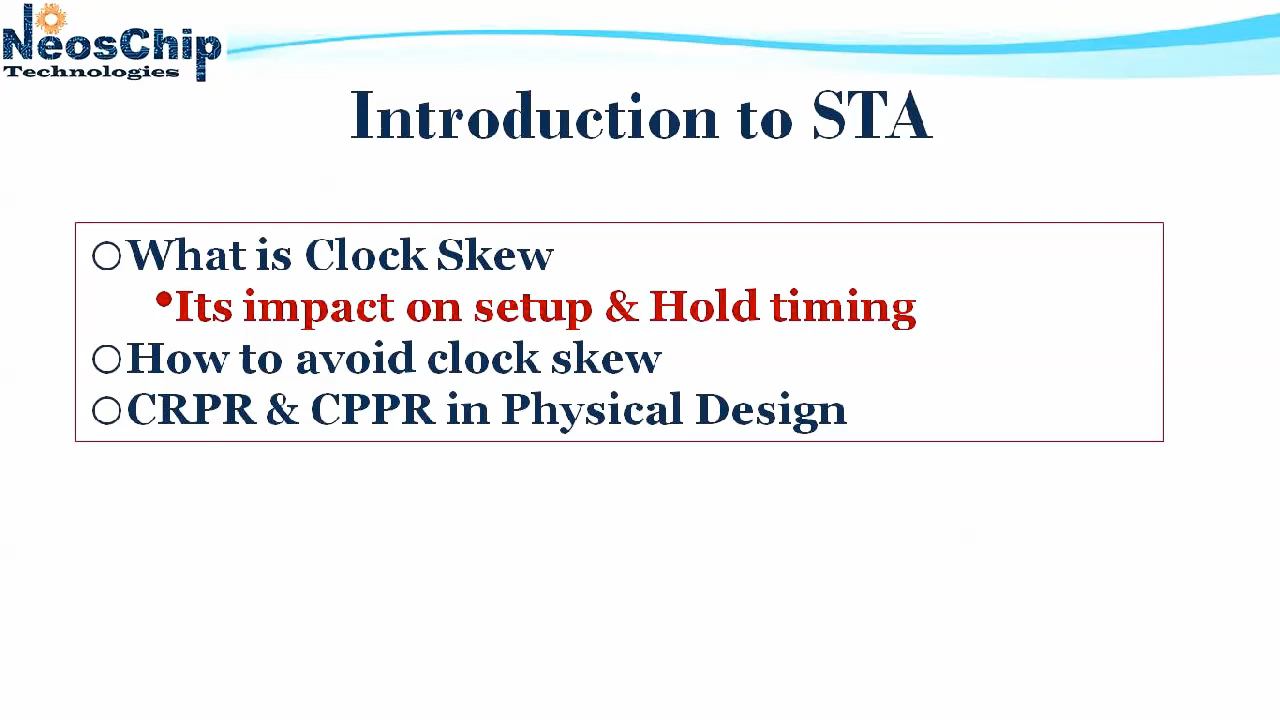 NeosChip
Technologies
Introduction to STA
What is Clock Skew
Its impact on setup & Hold timing
How to avoid clock skew
CRPR & CPPR in Physical Design